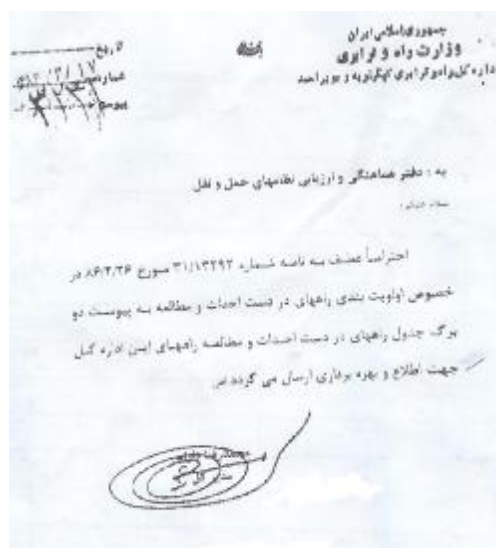 جمهوری اسلامی ایران
وزارت راه و ترابری
اداره کل راه و ترابری کهگیلویه و بویراحمد
تاریخ
شماره
پیوست
به : دفتر هماهنگی و ارزیابی نظامهای حمل و نقل
سلام علیکم ؛
احتراماً عطف به نامه شماره ۳۱/۱۳۲۹۲ مورخ ۸۶/۲/۲۶ در
خصوص اولویت بندی راههای در دست احداث و مطالعه به پیوست دو
برگ جدول راههای در دست احداث و مطالعه راههای این اداره کل
جهت اطلاع و بهره برداری ارسال می گردد